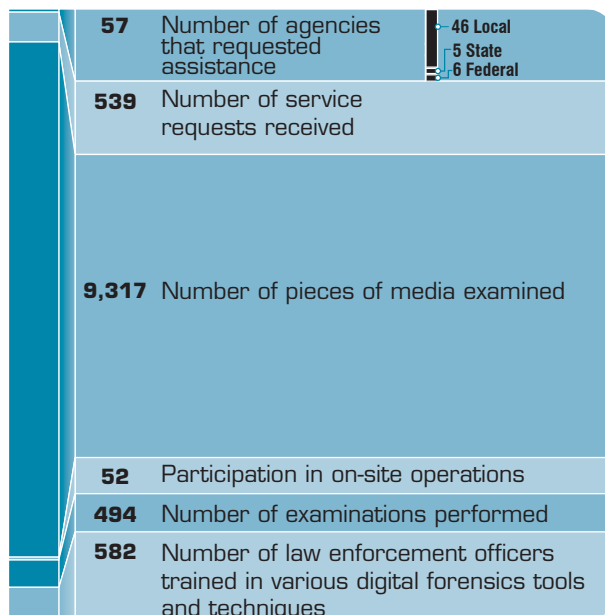 57 Number of agencies
that requested
assistance
46 Local
5 State
6 Federal
539 Number of service
requests received
9,317 Number of pieces of media examined
52 Participation in on-site operations
494 Number of examinations performed
582 Number of law enforcement officers
trained in various digital forensics tools
and techniques